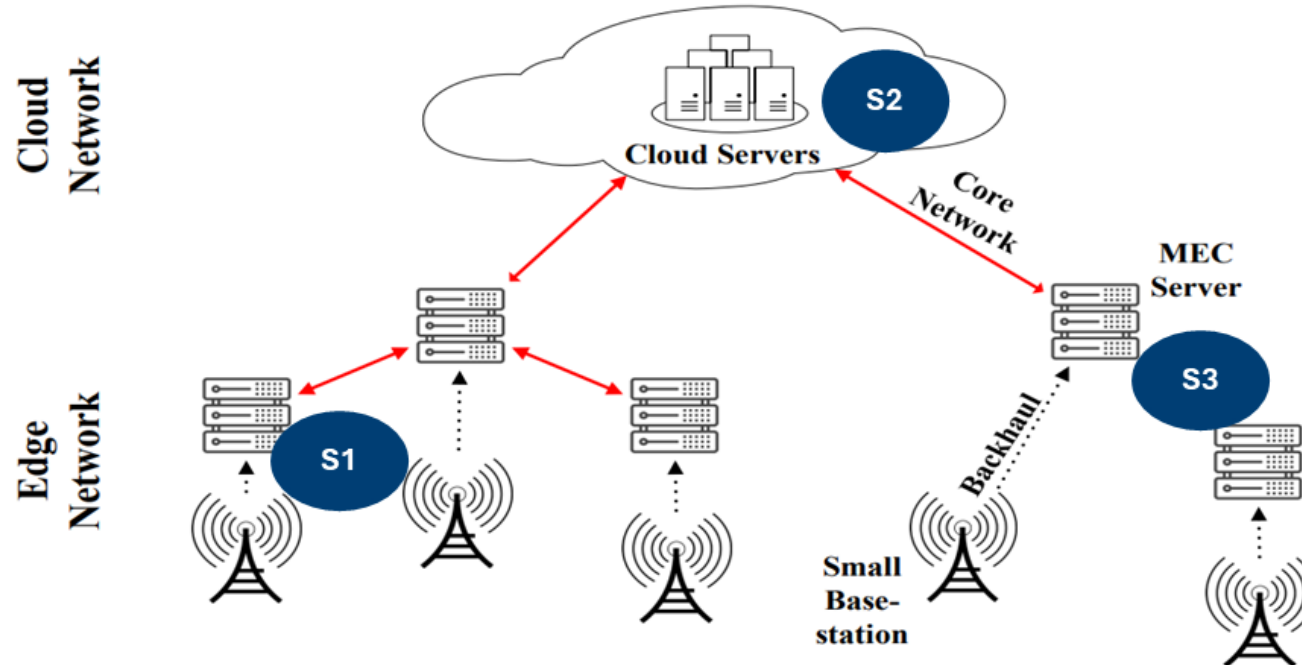 Cloud
Network
S2
Cloud Servers
Core
Network
MEC
Server
Edge
Network
S1
S3
Backhaul
Small
Base-
station